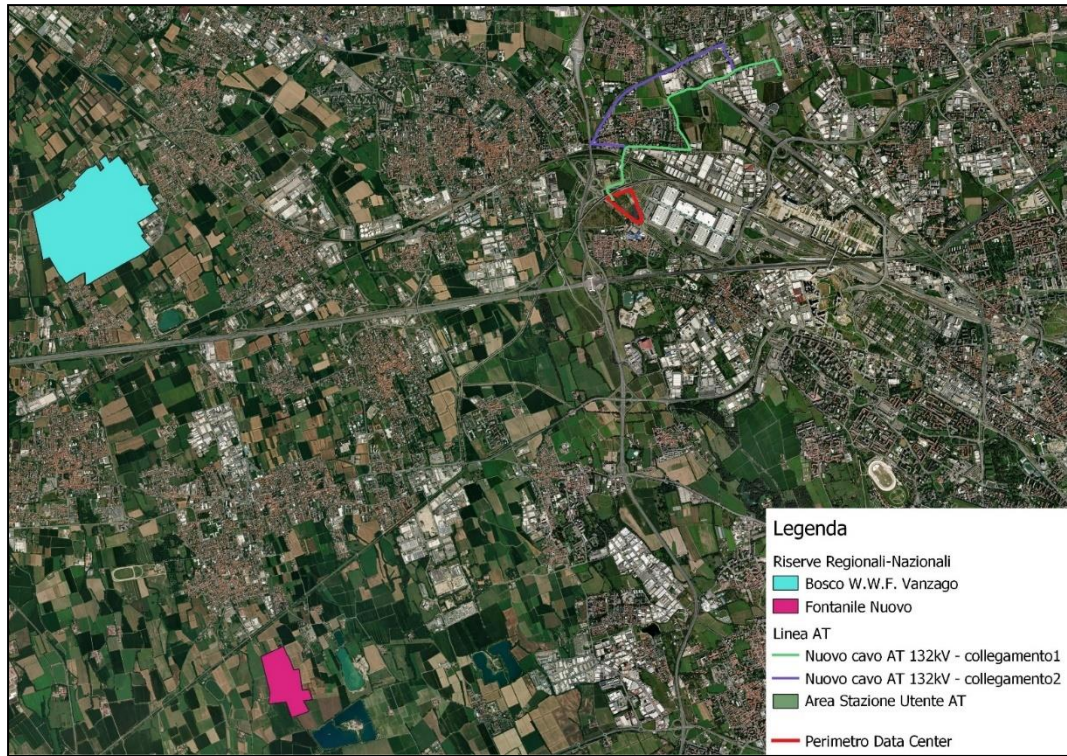 Legenda
Riserve Regionali-Nazionali
Bosco W.W.F. Vanzago
Fontanile Nuovo
Linea AT
Nuovo cavo AT 132kV - collegamento1
Nuovo cavo AT 132kV - collegamento2
Area Stazione Utente AT
Perimetro Data Center